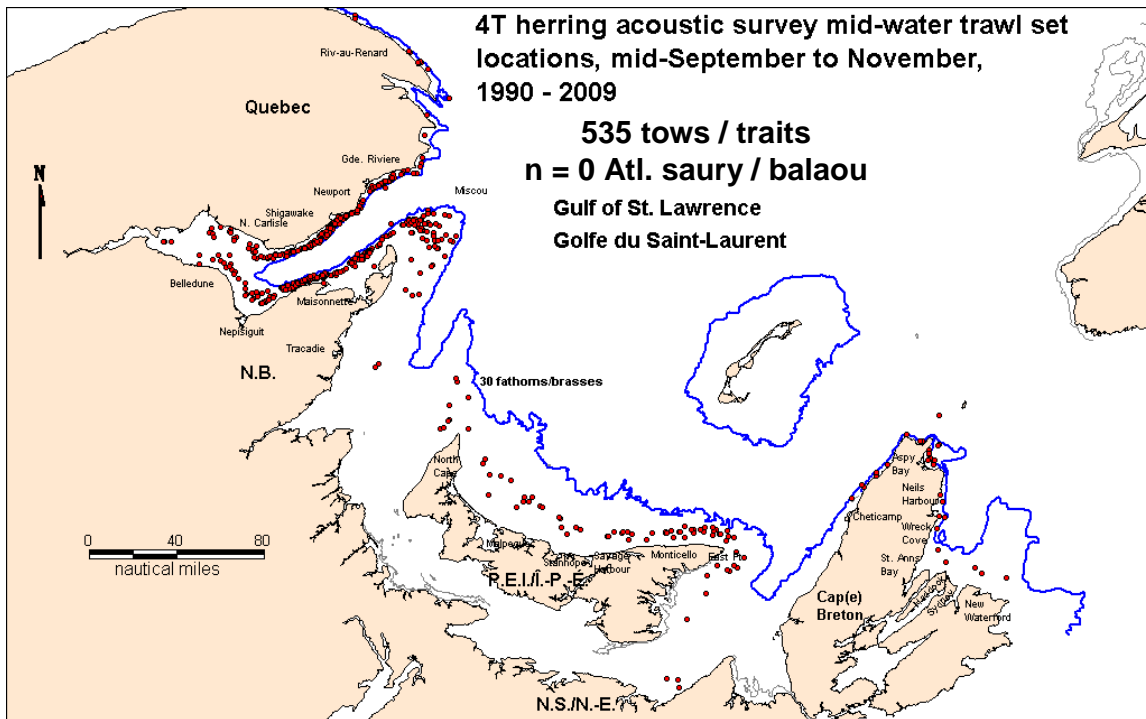 4T herring acoustic survey mid-water trawl set
locations, mid-September to November,
1990 - 2009
535 tows / traits
n = 0 Atl. saury / balaou
Gulf of St. Lawrence
Golfe du Saint-Laurent
Riv-au-Renard
Quebec
Gde. Riviere
N
Newport
Miscou
Shigawake
N. Carlisle
Belledune
Maisonnette
Nepisiguit
Tracadie
N.B.
30 fathoms/brasses
North
Cape
Aspy
Bay
Neils
Harbour
Cheticamp
Wreck
Cove
St. Anns
Bay
Malpeque
Stanhope
Savage
Harbour
Monticello
East Pt.
P.E.I./Î.-P.-É.
0 40 80
nautical miles
Cap(e)
Breton
Sydney
New
Waterford
N.S./N.-E.